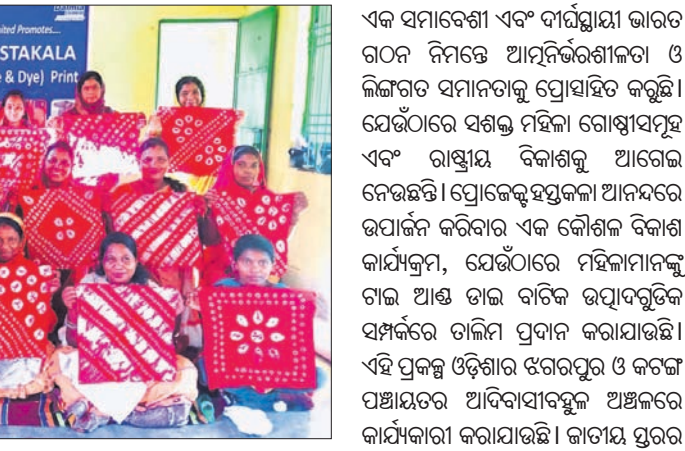 ited Promotes....
STAKALA
& Dye) Print
ଏକ ସମାବେଶୀ ଏବଂ ଦୀର୍ଘସ୍ଥାୟୀ ଭାରତ
ଗଠନ ନିମନ୍ତେ ଆତ୍ମନିର୍ଭରଶୀଳତା ଓ
ଲିଙ୍ଗଗତ ସମାନତାକୁ ପ୍ରୋତ୍ସାହିତ କରୁଛି।
ଯେଉଁଠାରେ ସଶକ୍ତ ମହିଳା ଗୋଷ୍ଠୀସମୂହ
ଏବଂ ରାଷ୍ଟ୍ରୀୟ ବିକାଶକୁ ଆଗେଇ
ନେଉଛନ୍ତି। ପ୍ରୋଜେକ୍ଟ ହସ୍ତକଳା ଆନନ୍ଦରେ
ଉପାର୍ଜନ କରିବାର ଏକ କୌଶଳ ବିକାଶ
କାର୍ଯ୍ୟକ୍ରମ, ଯେଉଁଠାରେ ମହିଳାମାନଙ୍କୁ
ଟାଇ ଆଣ୍ଡ ଡାଇ ବାଟିକ ଉତ୍ପାଦଗୁଡିକ
ସମ୍ପର୍କରେ ତାଲିମ ପ୍ରଦାନ କରାଯାଉଛି।
ଏହି ପ୍ରକଳ୍ପ ଓଡ଼ିଶାର ଝଗରପୁର ଓ କଟଙ୍ଗ
ପଞ୍ଚାୟତର ଆଦିବାସୀବହୁଳ ଅଞ୍ଚଳରେ
କାର୍ଯ୍ୟକାରୀ କରାଯାଉଛି। ଜାତୀୟ ସ୍ତରର